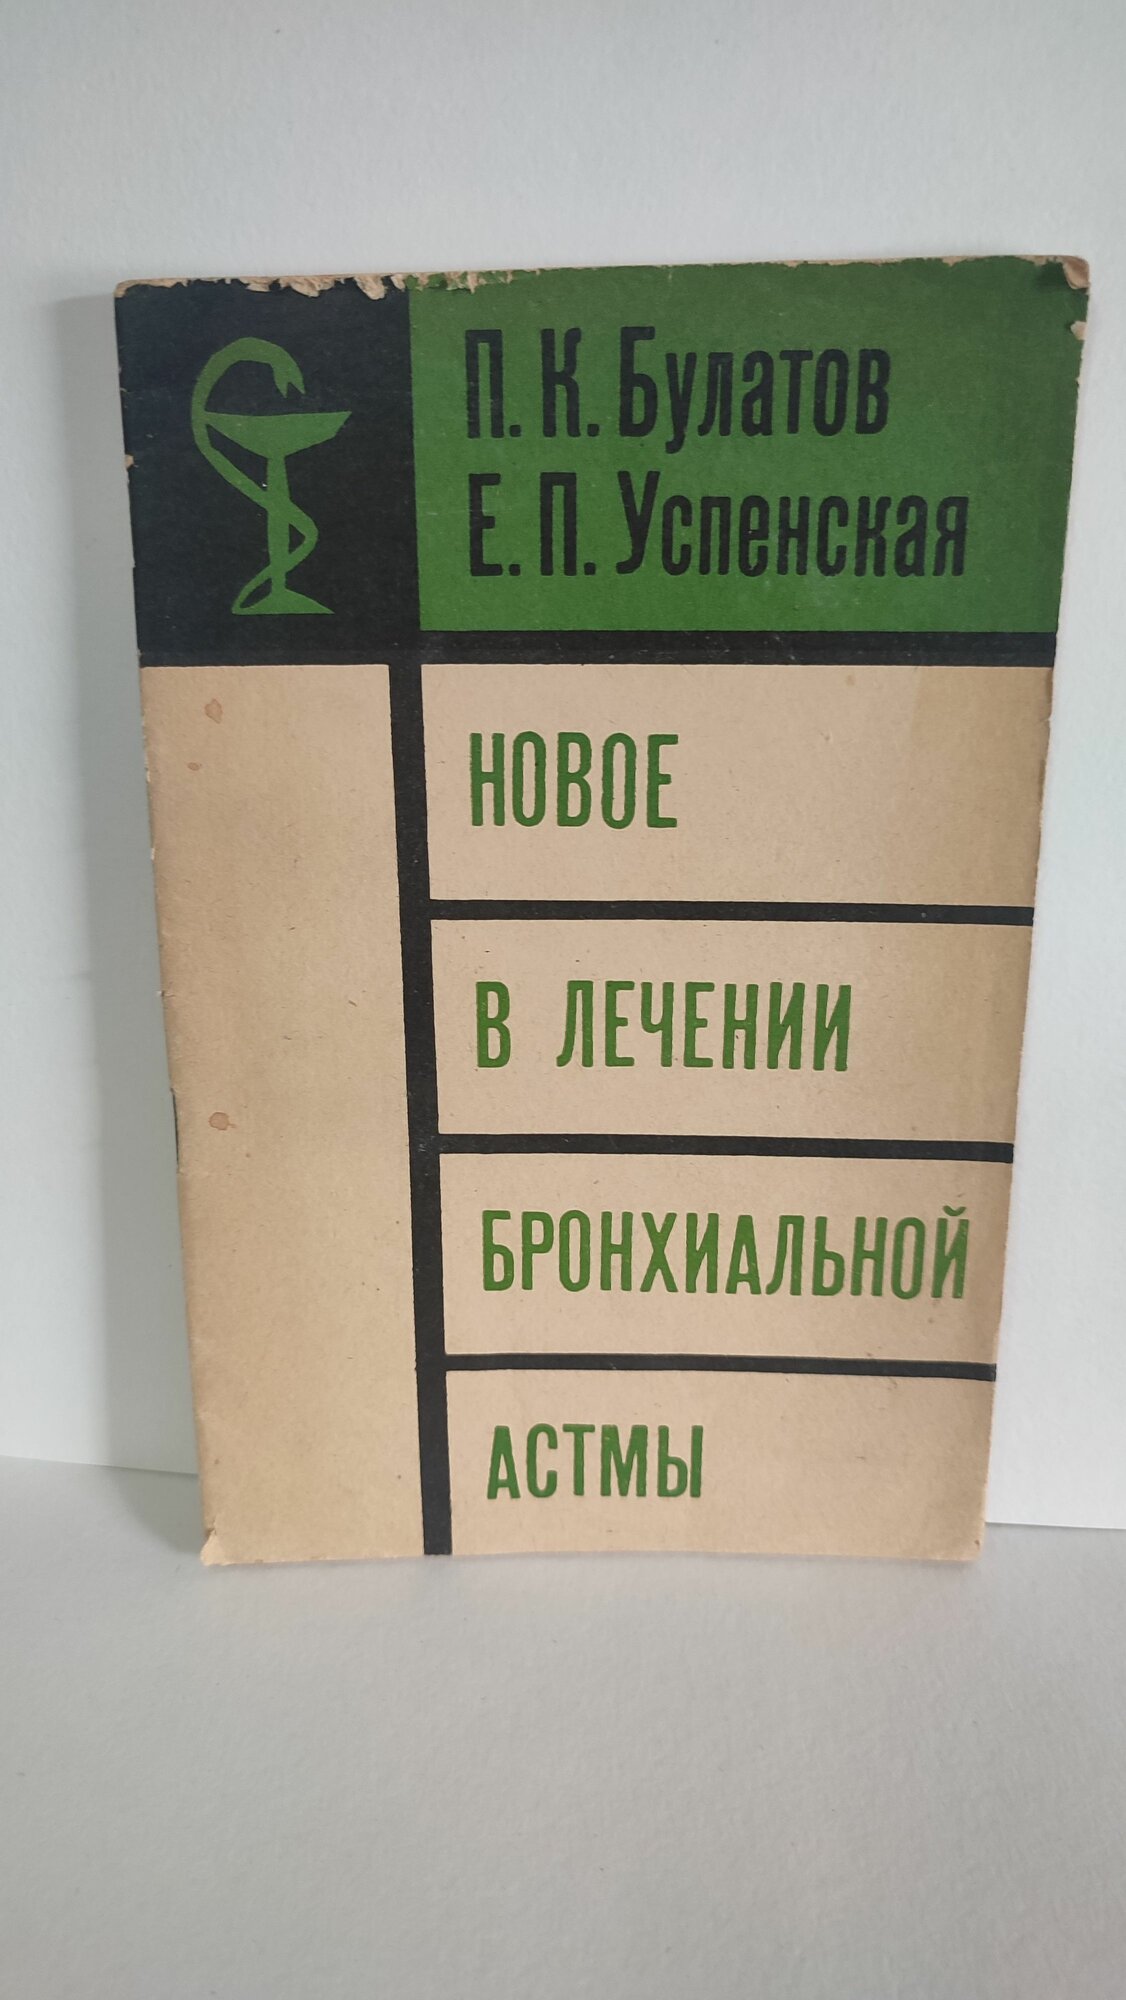 П. К. Булатов
Е. П. Успенская
НОВОЕ
В ЛЕЧЕНИИ
БРОНХИАЛЬНОЙ
АСТМЫ